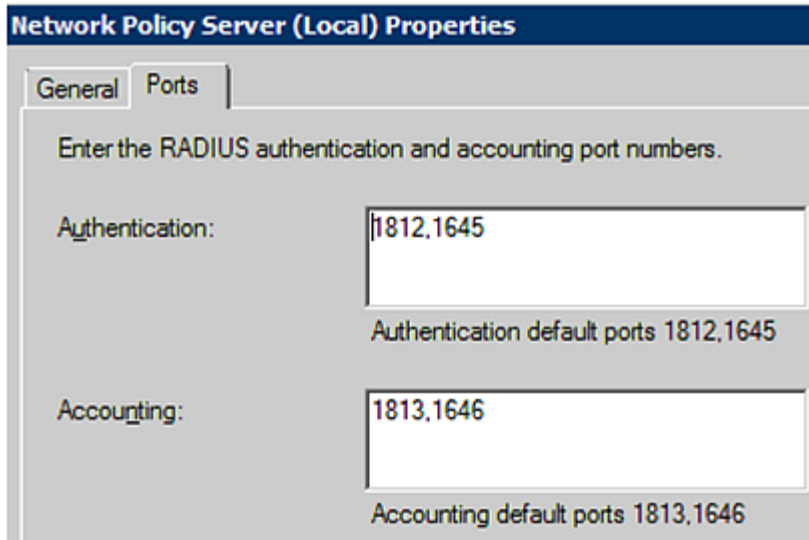 Network Policy Server (Local) Properties
General Ports
Enter the RADIUS authentication and accounting port numbers.
Authentication: 1812,1645
Authentication default ports 1812,1645
Accounting: 1813,1646
Accounting default ports 1813,1646